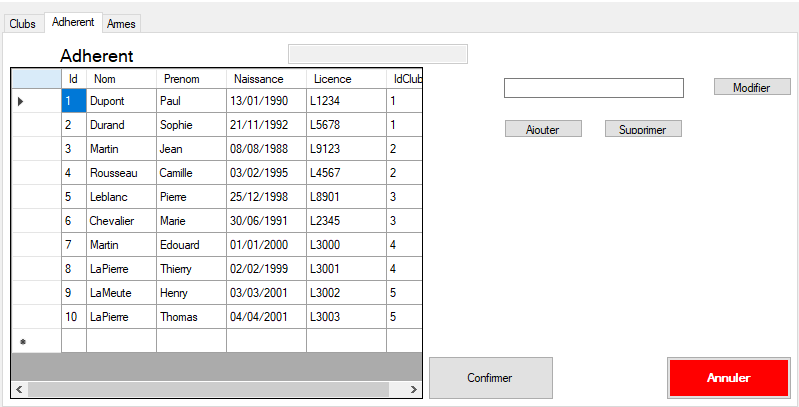 Clubs Adherent Armes
Adherent
Id Nom Prenom Naissance Licence IdClub
1 Dupont Paul 13/01/1990 L1234 1
2 Durand Sophie 21/11/1992 L5678 1
3 Martin Jean 08/08/1988 L9123 2
4 Rousseau Camille 03/02/1995 L4567 2
5 Leblanc Pierre 25/12/1998 L8901 3
6 Chevalier Marie 30/06/1991 L2345 3
7 Martin Edouard 01/01/2000 L3000 4
8 LaPierre Thierry 02/02/1999 L3001 4
9 LaMeute Henry 03/03/2001 L3002 5
10 LaPierre Thomas 04/04/2001 L3003 5
*
Modifier
Ajouter Supprimer
Confirmer
Annuler